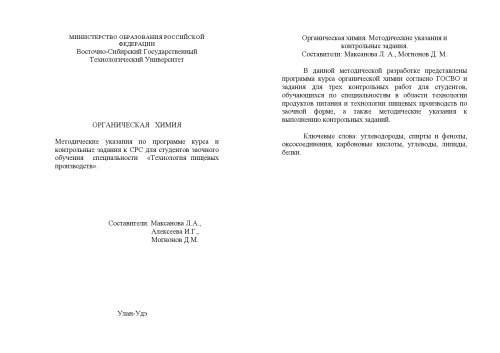 МИНИСТЕРСТВО ОБРАЗОВАНИЯ РОССИЙСКОЙ
ФЕДЕРАЦИИ
Восточно-Сибирский Государственный
Технологический Университет
ОРГАНИЧЕСКАЯ ХИМИЯ
Методические указания по программе курса и
контрольные задания к СРС для студентов заочного
обучения специальности «Технология пищевых
производств».
Составители: Максанова Л.А.,
Алексеева И.Г.,
Могнонов Д.М.
Улан-Удэ
Органическая химия. Методические указания и
контрольные задания.
Составители: Максанова Л. А., Могнонов Д. М.
В данной методической разработке представлены
программа курса органической химии согласно ГОСВО и
задания для трех контрольных работ для студентов,
обучающихся по специальностям в области технологии
продуктов питания и технологии пищевых производств по
заочной форме, а также методические указания к
выполнению контрольных заданий.
Ключевые слова: углеводороды, спирты и фенолы,
оксосоединения, карбоновые кислоты, углеводы, липиды,
белки.